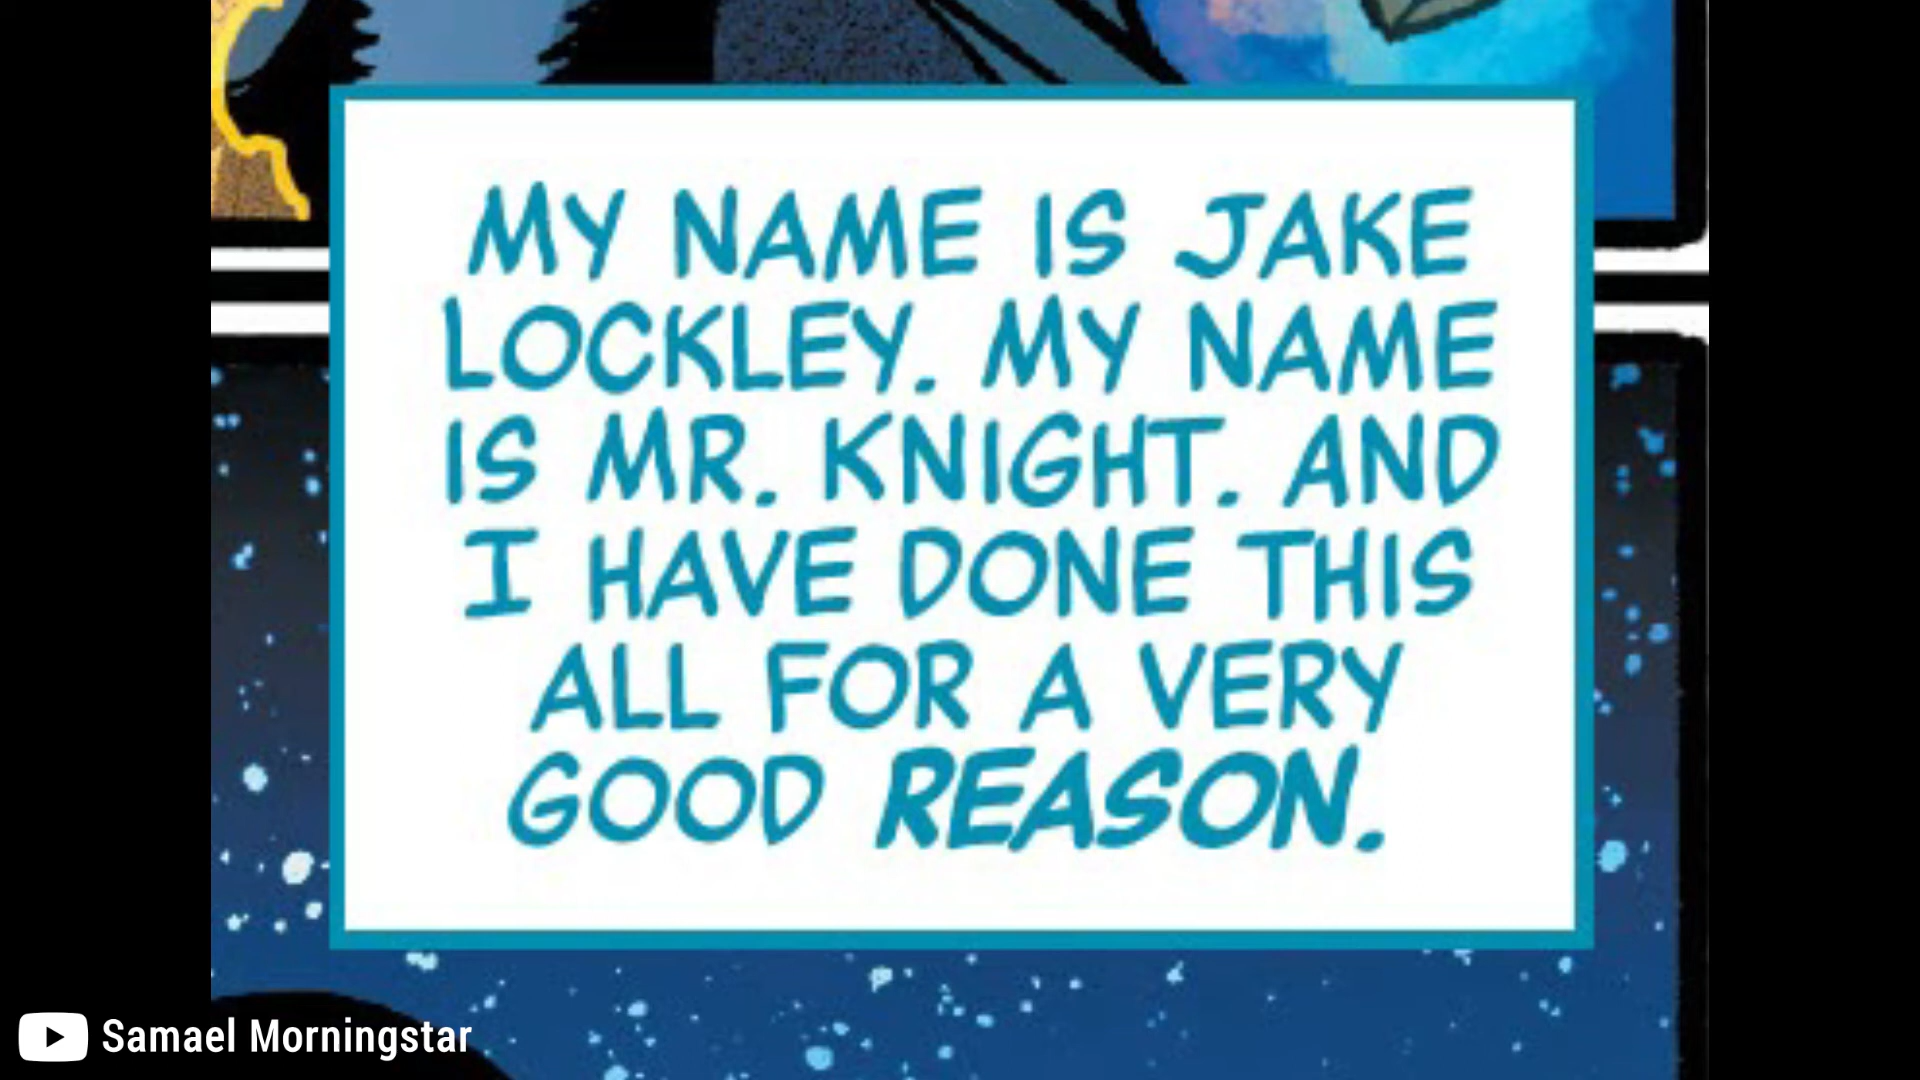 MY NAME IS JAKE
LOCKLEY. MY NAME
IS MR. KNIGHT. AND
I HAVE DONE THIS
ALL FOR A VERY
GOOD REASON.
Samael Morningstar